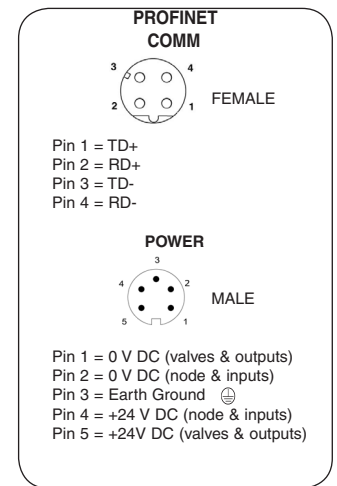 PROFINET
COMM
3 4
FEMALE
2 1
Pin 1 = TD+
Pin 2 = RD+
Pin 3 = TD-
Pin 4 = RD-
POWER
3
4 2
MALE
5 1
Pin 1 = 0 V DC (valves & outputs)
Pin 2 = 0 V DC (node & inputs)
Pin 3 = Earth Ground
Pin 4 = +24 V DC (node & inputs)
Pin 5 = +24V DC (valves & outputs)